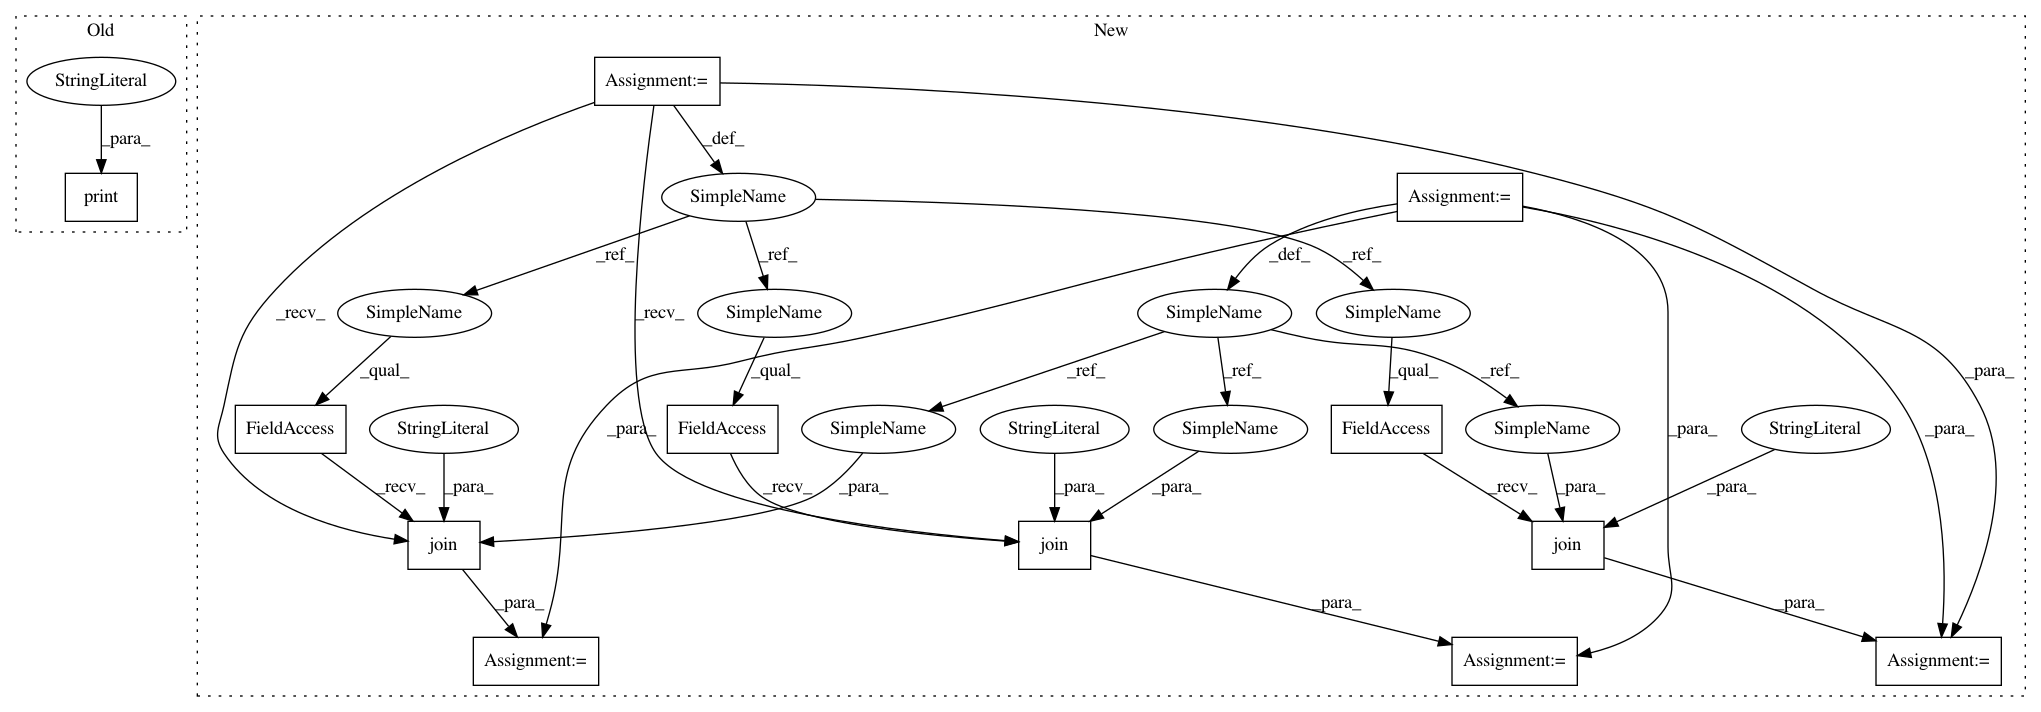 Old
New
StringLiteral
Assignment:=
_para_
_def_
print
SimpleName
Assignment:=
_ref_
_ref_
_def_
_ref_
_recv_
_recv_
SimpleName
SimpleName
SimpleName
SimpleName
_qual_
_qual_
_ref_
_ref_
_qual_
_ref_
_para_
FieldAccess
StringLiteral
_para_
FieldAccess
SimpleName
StringLiteral
SimpleName
FieldAccess
SimpleName
StringLiteral
_para_
_para_
_recv_
_para_
_recv_
_para_
_para_
_para_
_recv_
_para_
_para_
join
join
join
_para_
_para_
_para_
Assignment:=
Assignment:=
Assignment:=